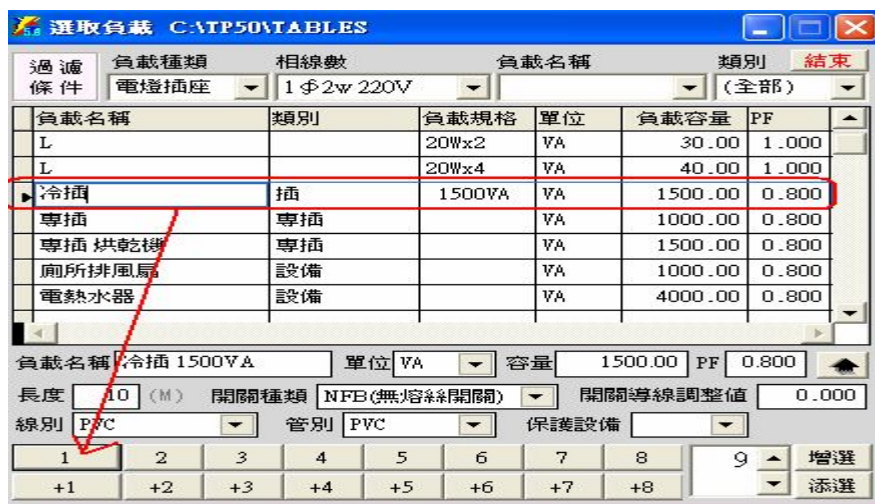 5.0 選取負載 C:\TP50\TABLES
過濾條件 負載種類 相線數 負載名稱 類別 結束
電燈插座 1∮2w 220V (全部)
負載名稱 類別 負載規格 單位 負載容量 PF
L 20Wx2 VA 30.00 1.000
L 20Wx4 VA 40.00 1.000
冷插 插 1500VA VA 1500.00 0.800
專插 專插 VA 1000.00 0.800
專插 烘乾機 專插 VA 1500.00 0.800
廁所排風扇 設備 VA 1000.00 0.800
電熱水器 設備 VA 4000.00 0.800
負載名稱 冷插 1500VA 單位 VA 容量 1500.00 PF 0.800
長度 10 (M) 開關種類 NFB(無熔絲開關) 開關導線調整值 0.000
線別 PVC 管別 PVC 保護設備
1 2 3 4 5 6 7 8 9 增選
+1 +2 +3 +4 +5 +6 +7 +8 添選